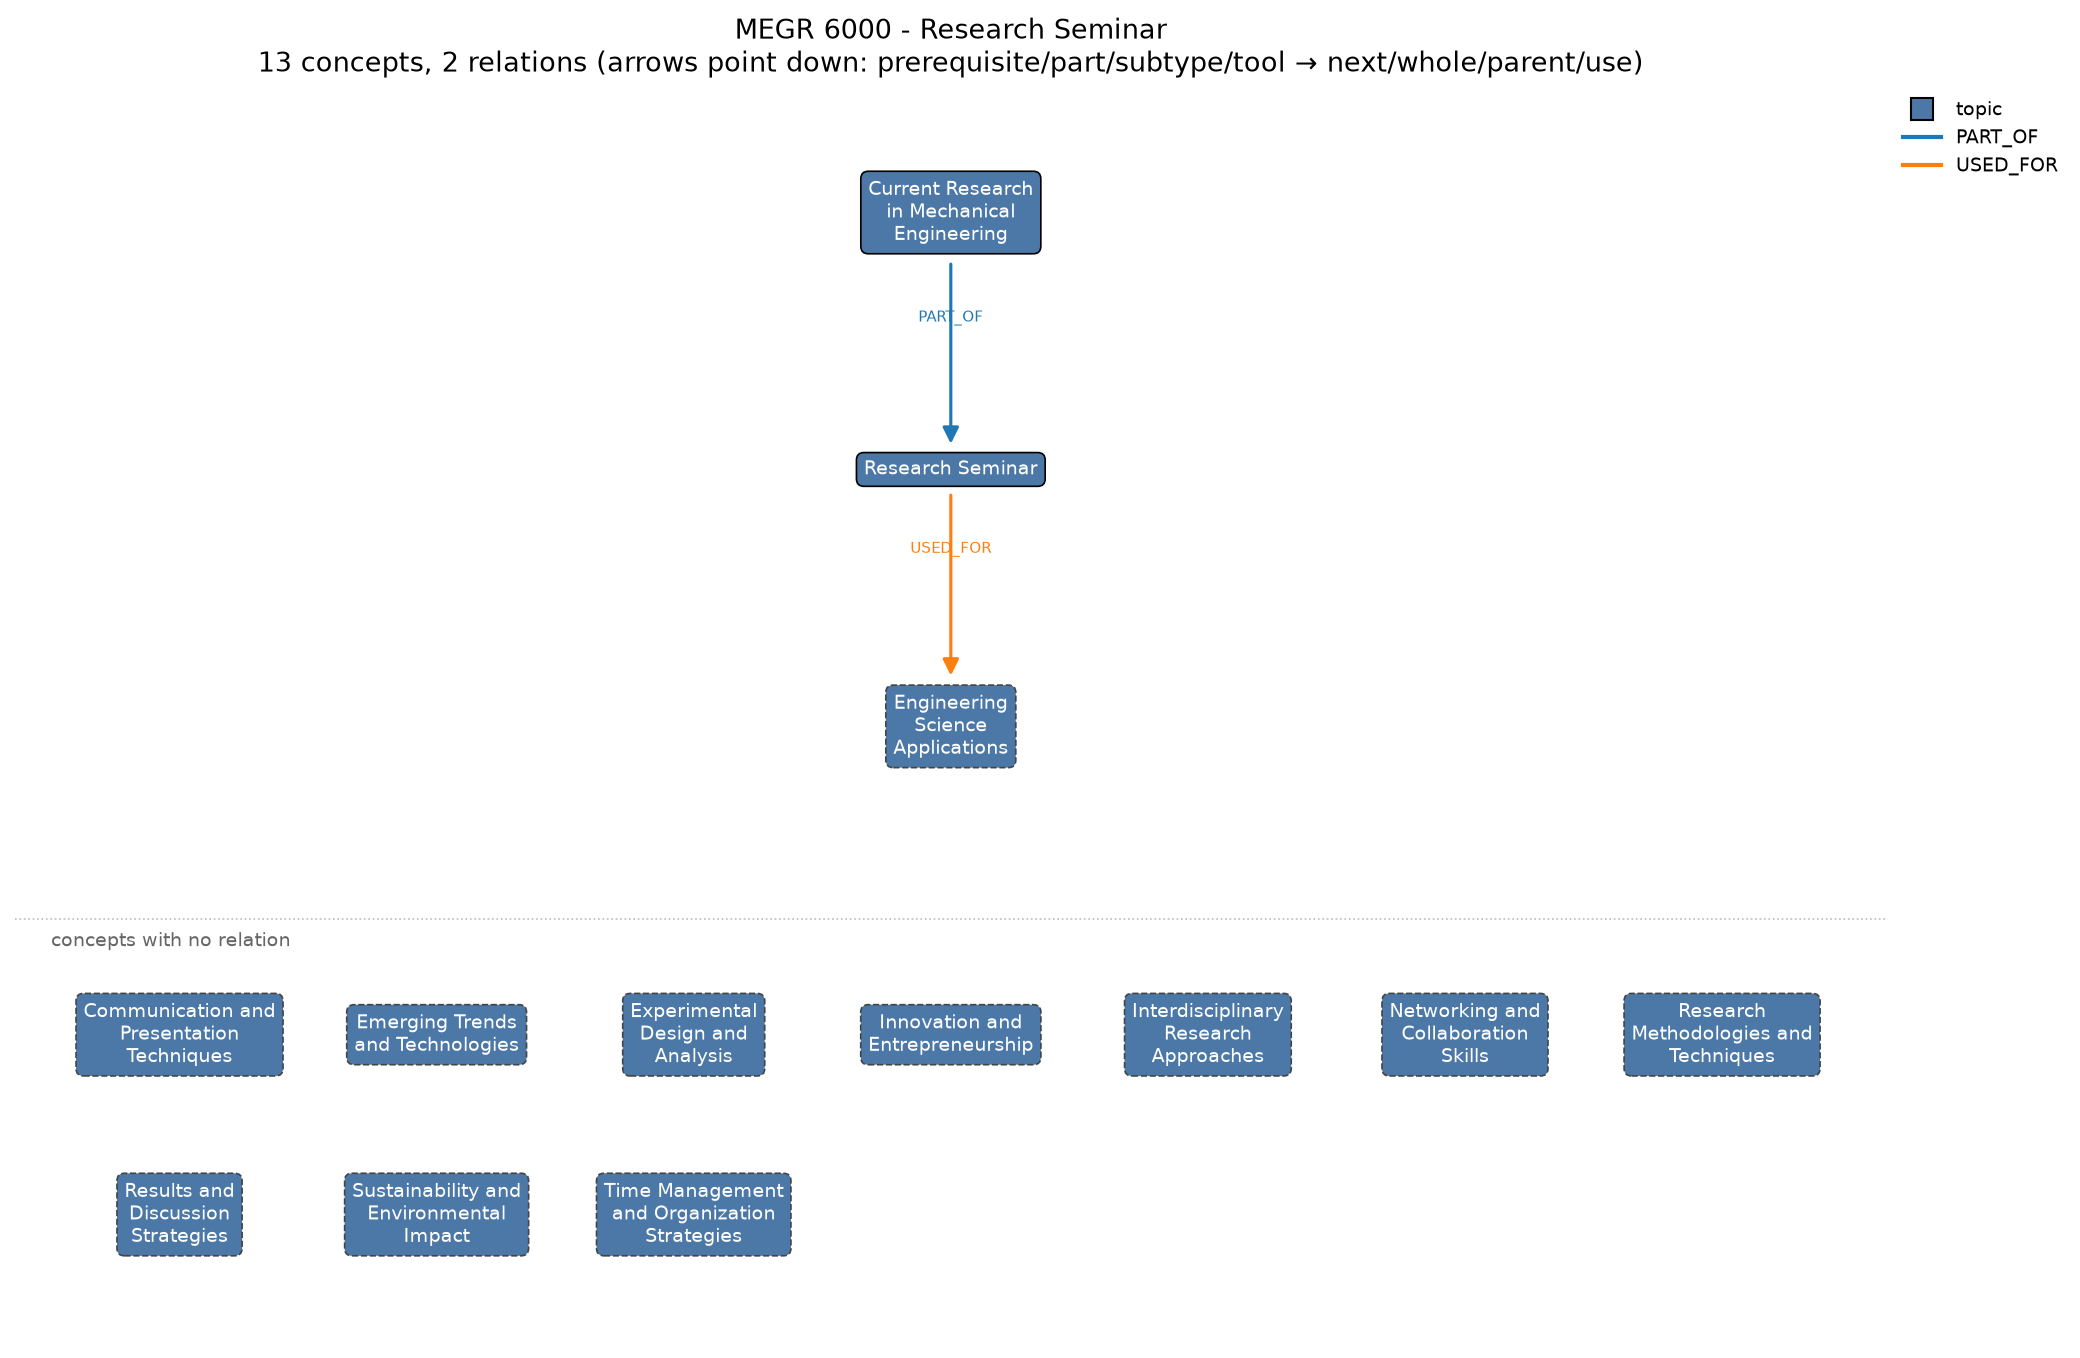 MEGR 6000 - Research Seminar
13 concepts, 2 relations (arrows point down: prerequisite/part/subtype/tool → next/whole/parent/use)
topic
PART_OF
USED_FOR
Current Research
in Mechanical
Engineering
PART_OF
Research Seminar
USED_FOR
Engineering
Science
Applications
concepts with no relation
Communication and
Presentation
Techniques
Emerging Trends
and Technologies
Experimental
Design and
Analysis
Innovation and
Entrepreneurship
Interdisciplinary
Research
Approaches
Networking and
Collaboration
Skills
Research
Methodologies and
Techniques
Results and
Discussion
Strategies
Sustainability and
Environmental
Impact
Time Management
and Organization
Strategies